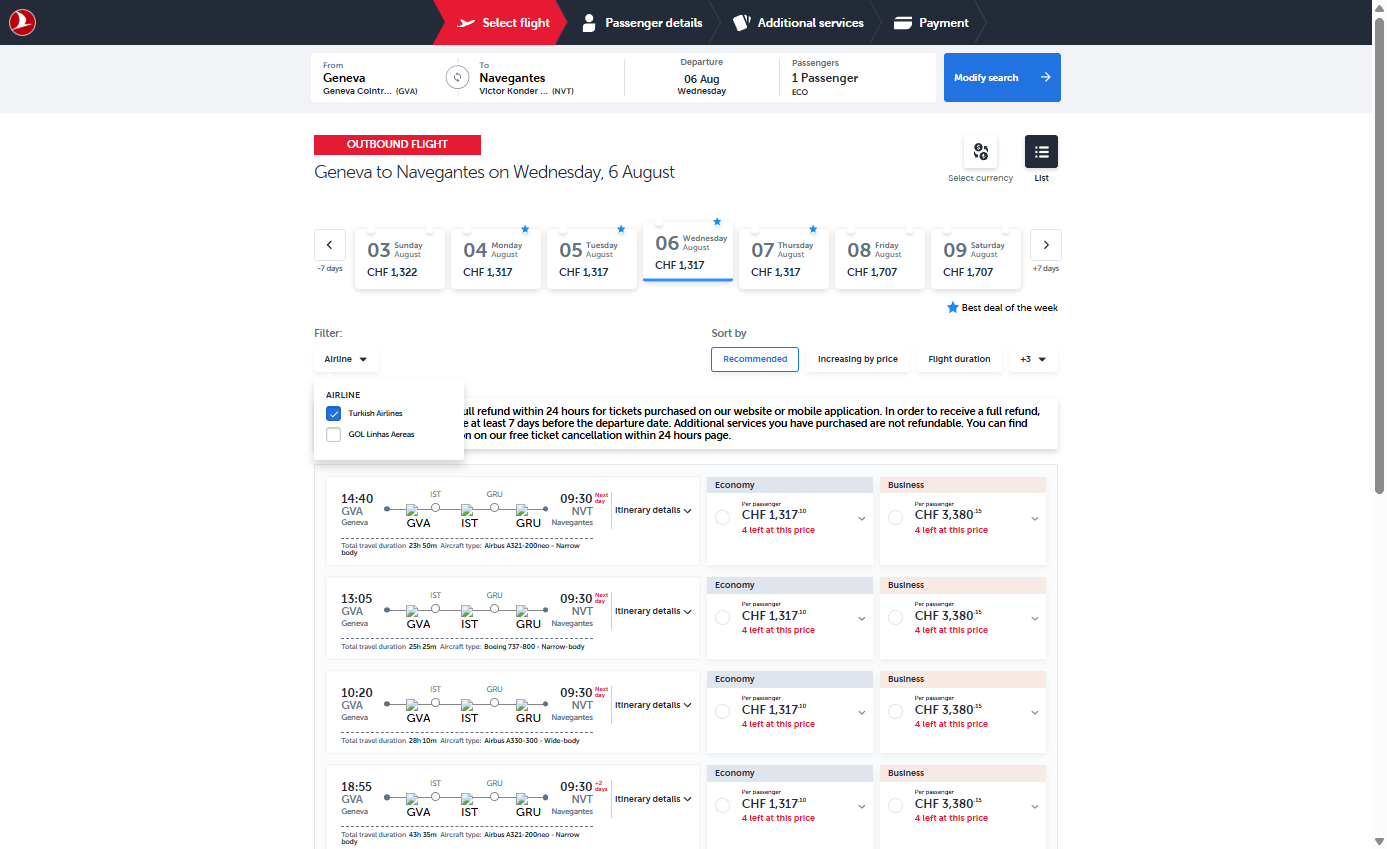 Select flight
Passenger details
Additional services
Payment
From
Geneva
Geneva Cointr... (GVA)
To
Navegantes
Victor Konder ... (NVT)
Departure
06 Aug
Wednesday
Passengers
1 Passenger
ECO
Modify search
OUTBOUND FLIGHT
Geneva to Navegantes on Wednesday, 6 August
Select currency
List
-7 days
03 Sunday August
CHF 1,322
04 Monday August
CHF 1,317
05 Tuesday August
CHF 1,317
06 Wednesday August
CHF 1,317
07 Thursday August
CHF 1,317
08 Friday August
CHF 1,707
09 Saturday August
CHF 1,707
+7 days
Best deal of the week
Filter:
Airline
Sort by
Recommended
Increasing by price
Flight duration
+3
AIRLINE
Turkish Airlines
GOL Linhas Aereas
ull refund within 24 hours for tickets purchased on our website or mobile application. In order to receive a full refund,
e at least 7 days before the departure date. Additional services you have purchased are not refundable. You can find
n on our free ticket cancellation within 24 hours page.
14:40
GVA
Geneva
IST
GRU
GVA
IST
GRU
09:30 Next day
NVT
Navegantes
Itinerary details
Total travel duration 23h 50m Aircraft type: Airbus A321-200neo - Narrow
body
Economy
Per passenger
CHF 1,317.10
4 left at this price
Business
Per passenger
CHF 3,380.15
4 left at this price
13:05
GVA
Geneva
IST
GRU
GVA
IST
GRU
09:30 Next day
NVT
Navegantes
Itinerary details
Total travel duration 25h 25m Aircraft type: Boeing 737-800 - Narrow-body
Economy
Per passenger
CHF 1,317.10
4 left at this price
Business
Per passenger
CHF 3,380.15
4 left at this price
10:20
GVA
Geneva
IST
GRU
GVA
IST
GRU
09:30 Next day
NVT
Navegantes
Itinerary details
Total travel duration 28h 10m Aircraft type: Airbus A330-300 - Wide-body
Economy
Per passenger
CHF 1,317.10
4 left at this price
Business
Per passenger
CHF 3,380.15
4 left at this price
18:55
GVA
Geneva
IST
GRU
GVA
IST
GRU
09:30 +2 days
NVT
Navegantes
Itinerary details
Total travel duration 43h 35m Aircraft type: Airbus A321-200neo - Narrow
body
Economy
Per passenger
CHF 1,317.10
4 left at this price
Business
Per passenger
CHF 3,380.15
4 left at this price